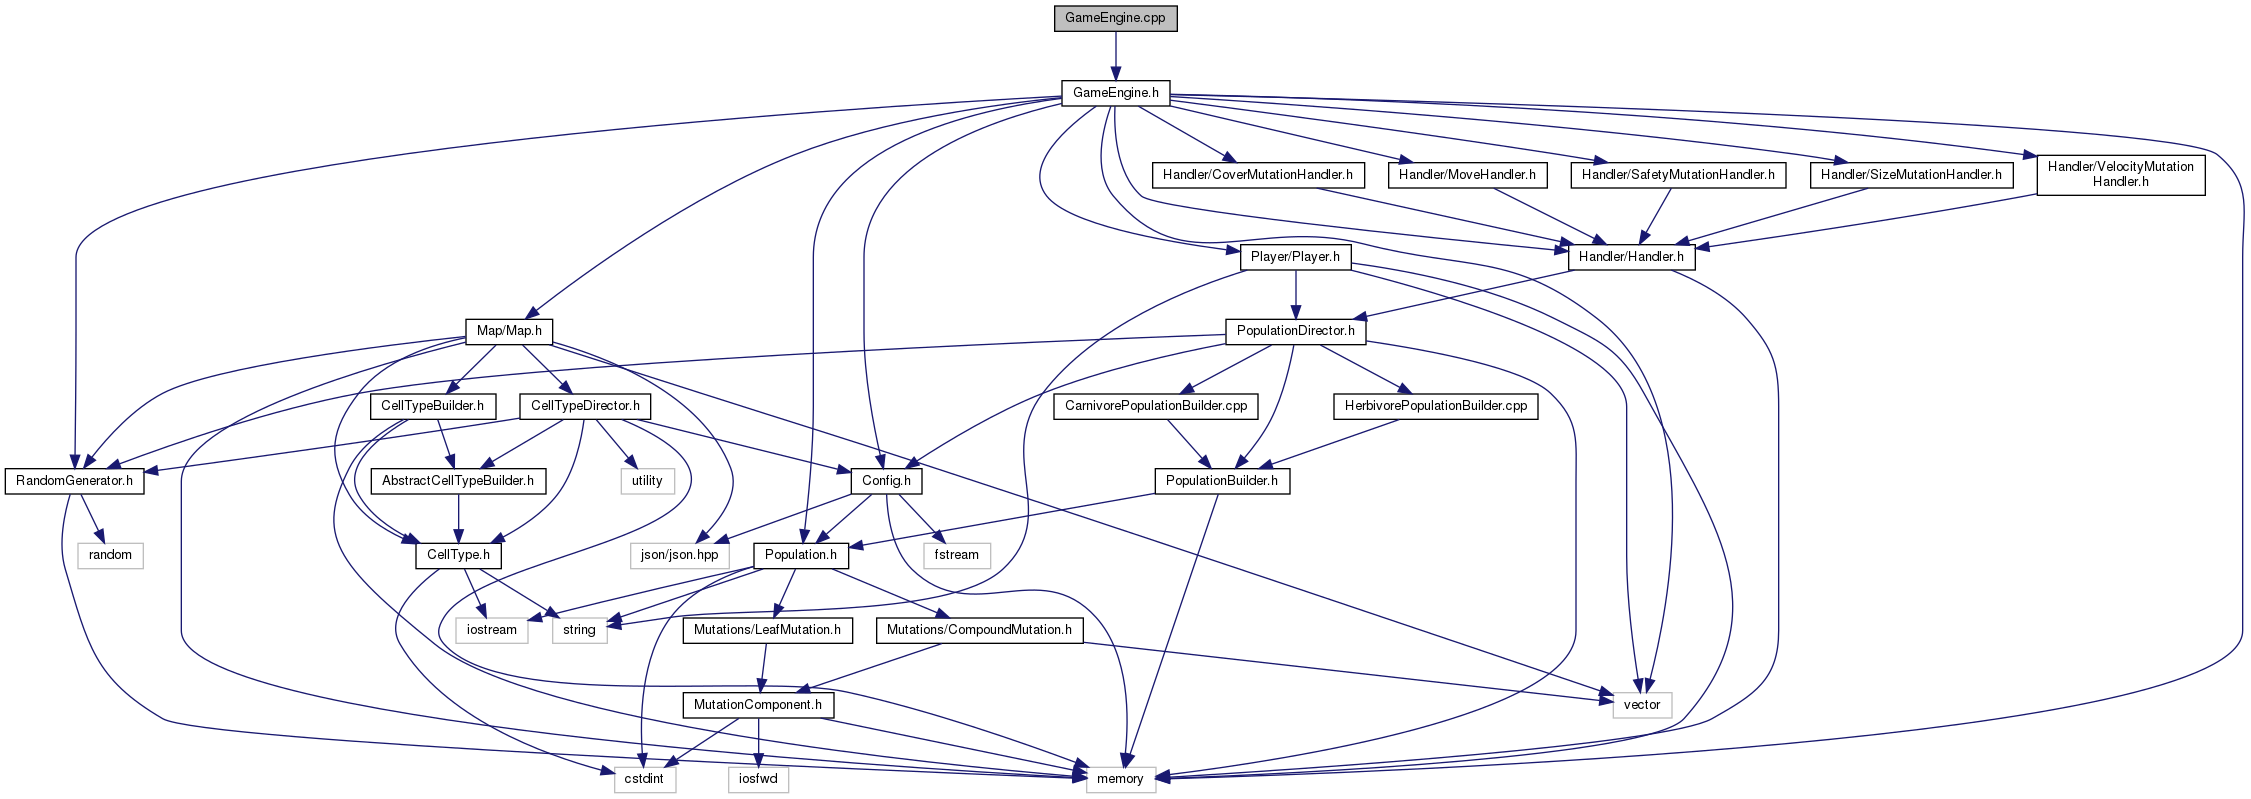 GameEngine.cpp
GameEngine.h
Handler/CoverMutationHandler.h
Handler/MoveHandler.h
Handler/SafetyMutationHandler.h
Handler/SizeMutationHandler.h
Handler/VelocityMutation
Handler.h
Player/Player.h
Handler/Handler.h
Map/Map.h
PopulationDirector.h
CellTypeBuilder.h
CellTypeDirector.h
CarnivorePopulationBuilder.cpp
HerbivorePopulationBuilder.cpp
RandomGenerator.h
AbstractCellTypeBuilder.h
utility
Config.h
PopulationBuilder.h
random
CellType.h
json/json.hpp
Population.h
fstream
iostream
string
Mutations/LeafMutation.h
Mutations/CompoundMutation.h
MutationComponent.h
vector
cstdint
iosfwd
memory